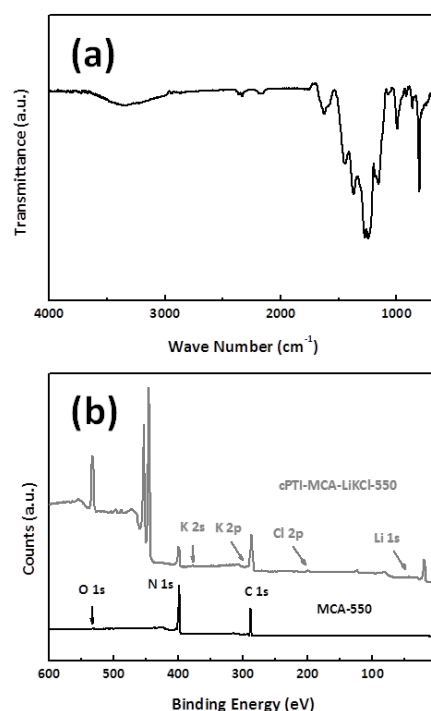 (a)
Transmittance (a.u.)
4000 3000 2000 1000
Wave Number (cm⁻¹)
(b)
Counts (a.u.)
cPTI-MCA-LiKCl-550
K 2s
K 2p
Cl 2p
Li 1s
O 1s
N 1s
C 1s
MCA-550
600 500 400 300 200 100
Binding Energy (eV)